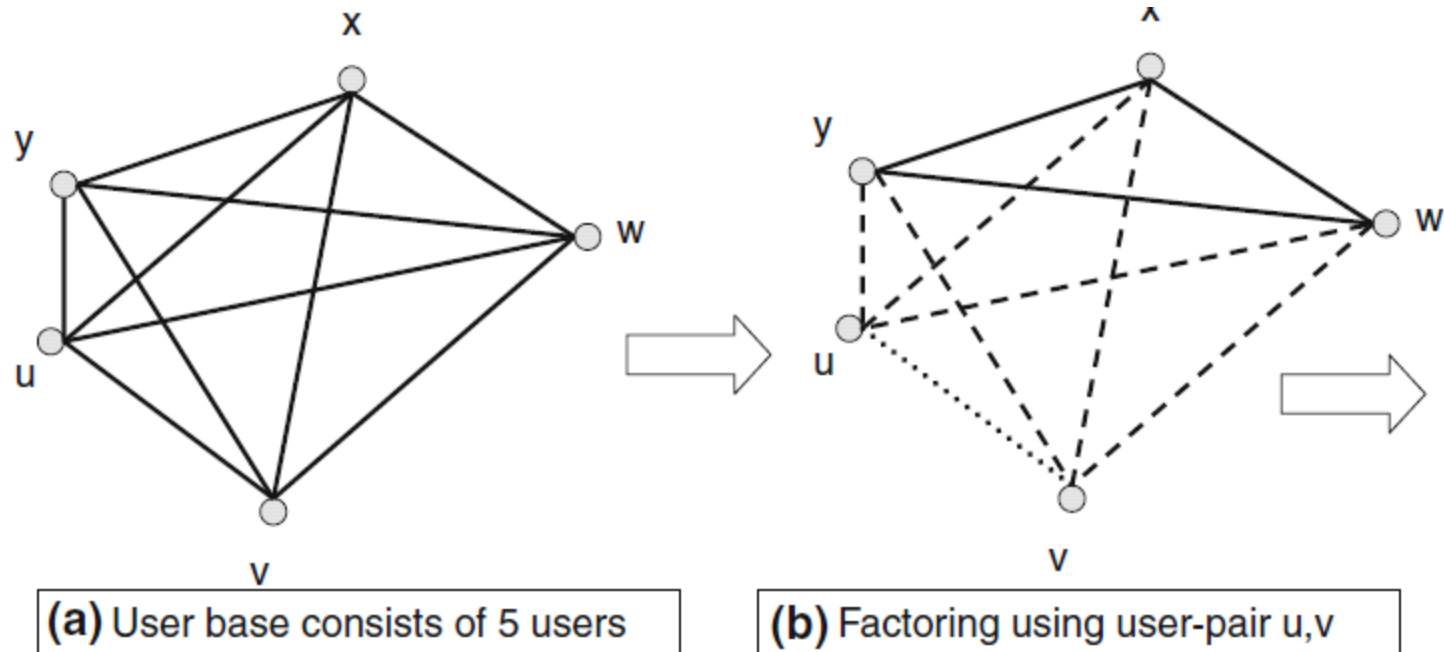 x
x
y
y
w
w
u
u
v
v
(a) User base consists of 5 users
(b) Factoring using user-pair u,v